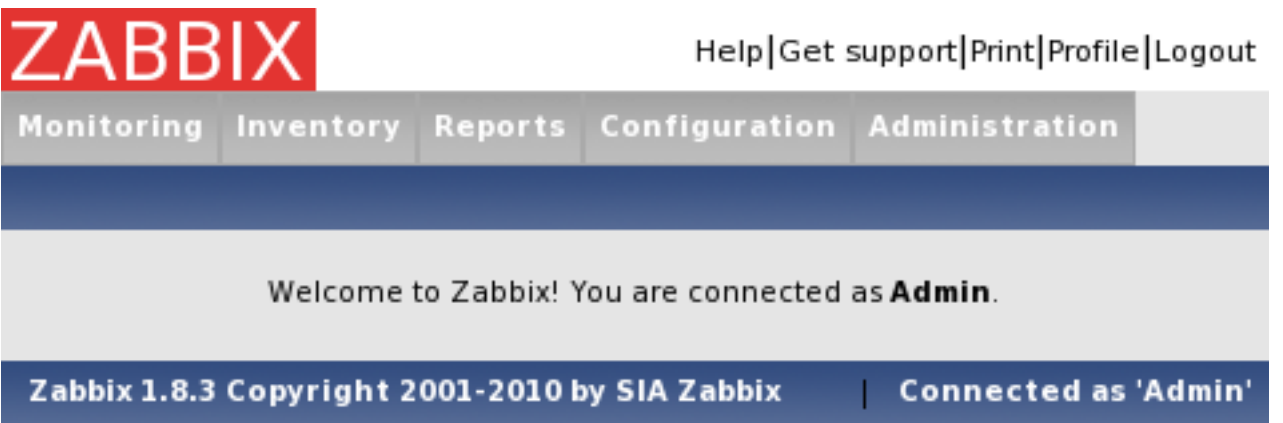 ZABBIX
Help|Get support|Print|Profile|Logout
Monitoring Inventory Reports Configuration Administration
Welcome to Zabbix! You are connected as Admin.
Zabbix 1.8.3 Copyright 2001-2010 by SIA Zabbix | Connected as 'Admin'